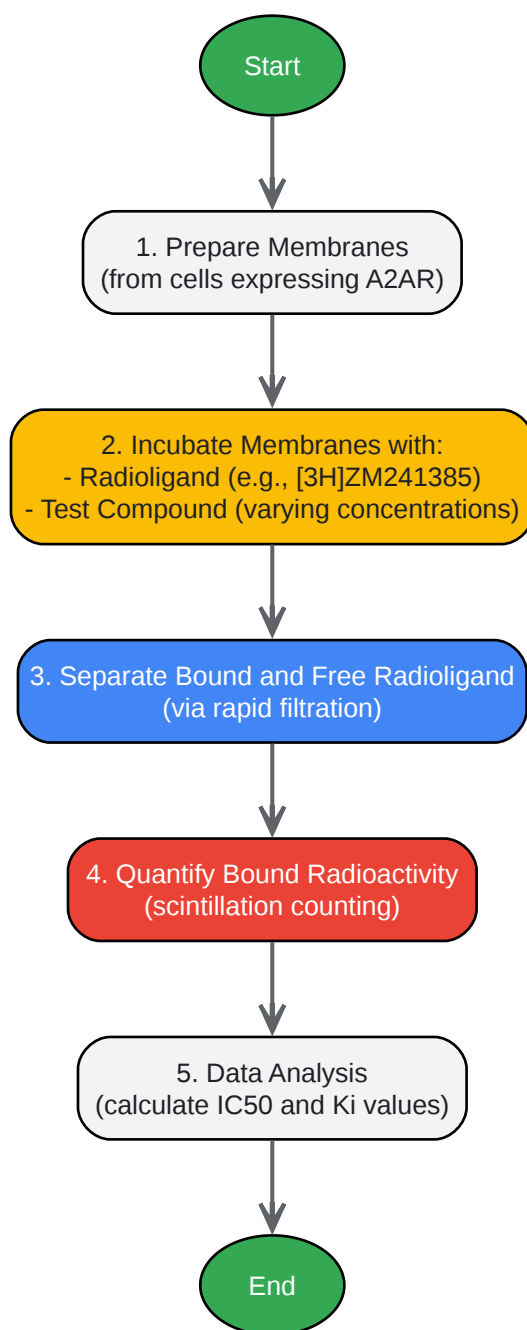 Start
1. Prepare Membranes
(from cells expressing A2AR)
2. Incubate Membranes with:
- Radioligand (e.g., [3H]ZM241385)
- Test Compound (varying concentrations)
3. Separate Bound and Free Radioligand
(via rapid filtration)
4. Quantify Bound Radioactivity
(scintillation counting)
5. Data Analysis
(calculate IC50 and Ki values)
End